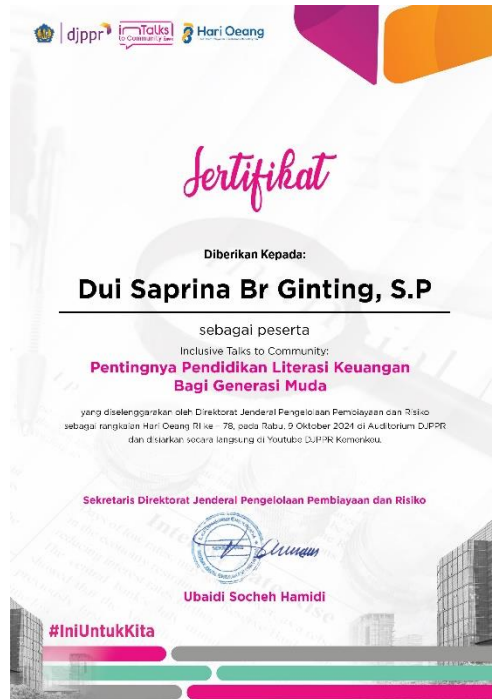 djppr
inTalks!
to Community
Hari Oeang
Sertifikat
Diberikan Kepada:
Dui Saprina Br Ginting, S.P
sebagai peserta
Inclusive Talks to Community:
Pentingnya Pendidikan Literasi Keuangan
Bagi Generasi Muda
yang diselenggarakan oleh Direktorat Jenderal Pengelolaan Pembiayaan dan Risiko
sebagai rangkaian Hari Oeang RI ke - 78, pada Rabu, 9 Oktober 2024 di Auditorium DJPPR
dan disiarkan secara langsung di Youtube DJPPR Kemenkeu.
Sekretaris Direktorat Jenderal Pengelolaan Pembiayaan dan Risiko
Ubaidi Socheh Hamidi
#IniUntukKita